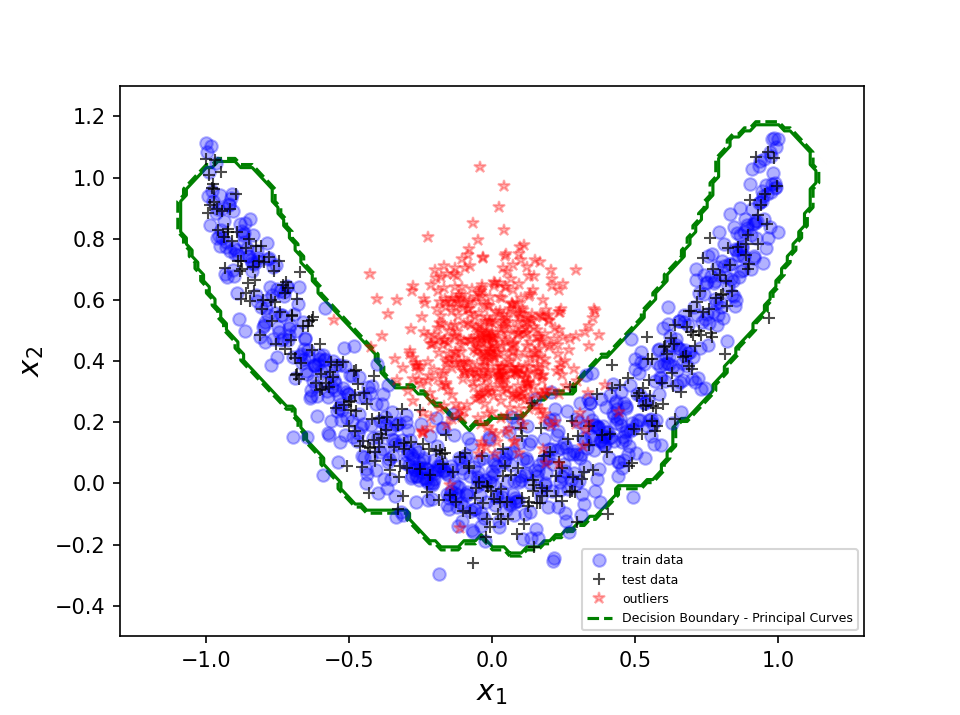 1.2
1.0
0.8
0.6
0.4
0.2
0.0
−0.2
−0.4
x₂
−1.0 −0.5 0.0 0.5 1.0
x₁
train data
test data
outliers
Decision Boundary - Principal Curves